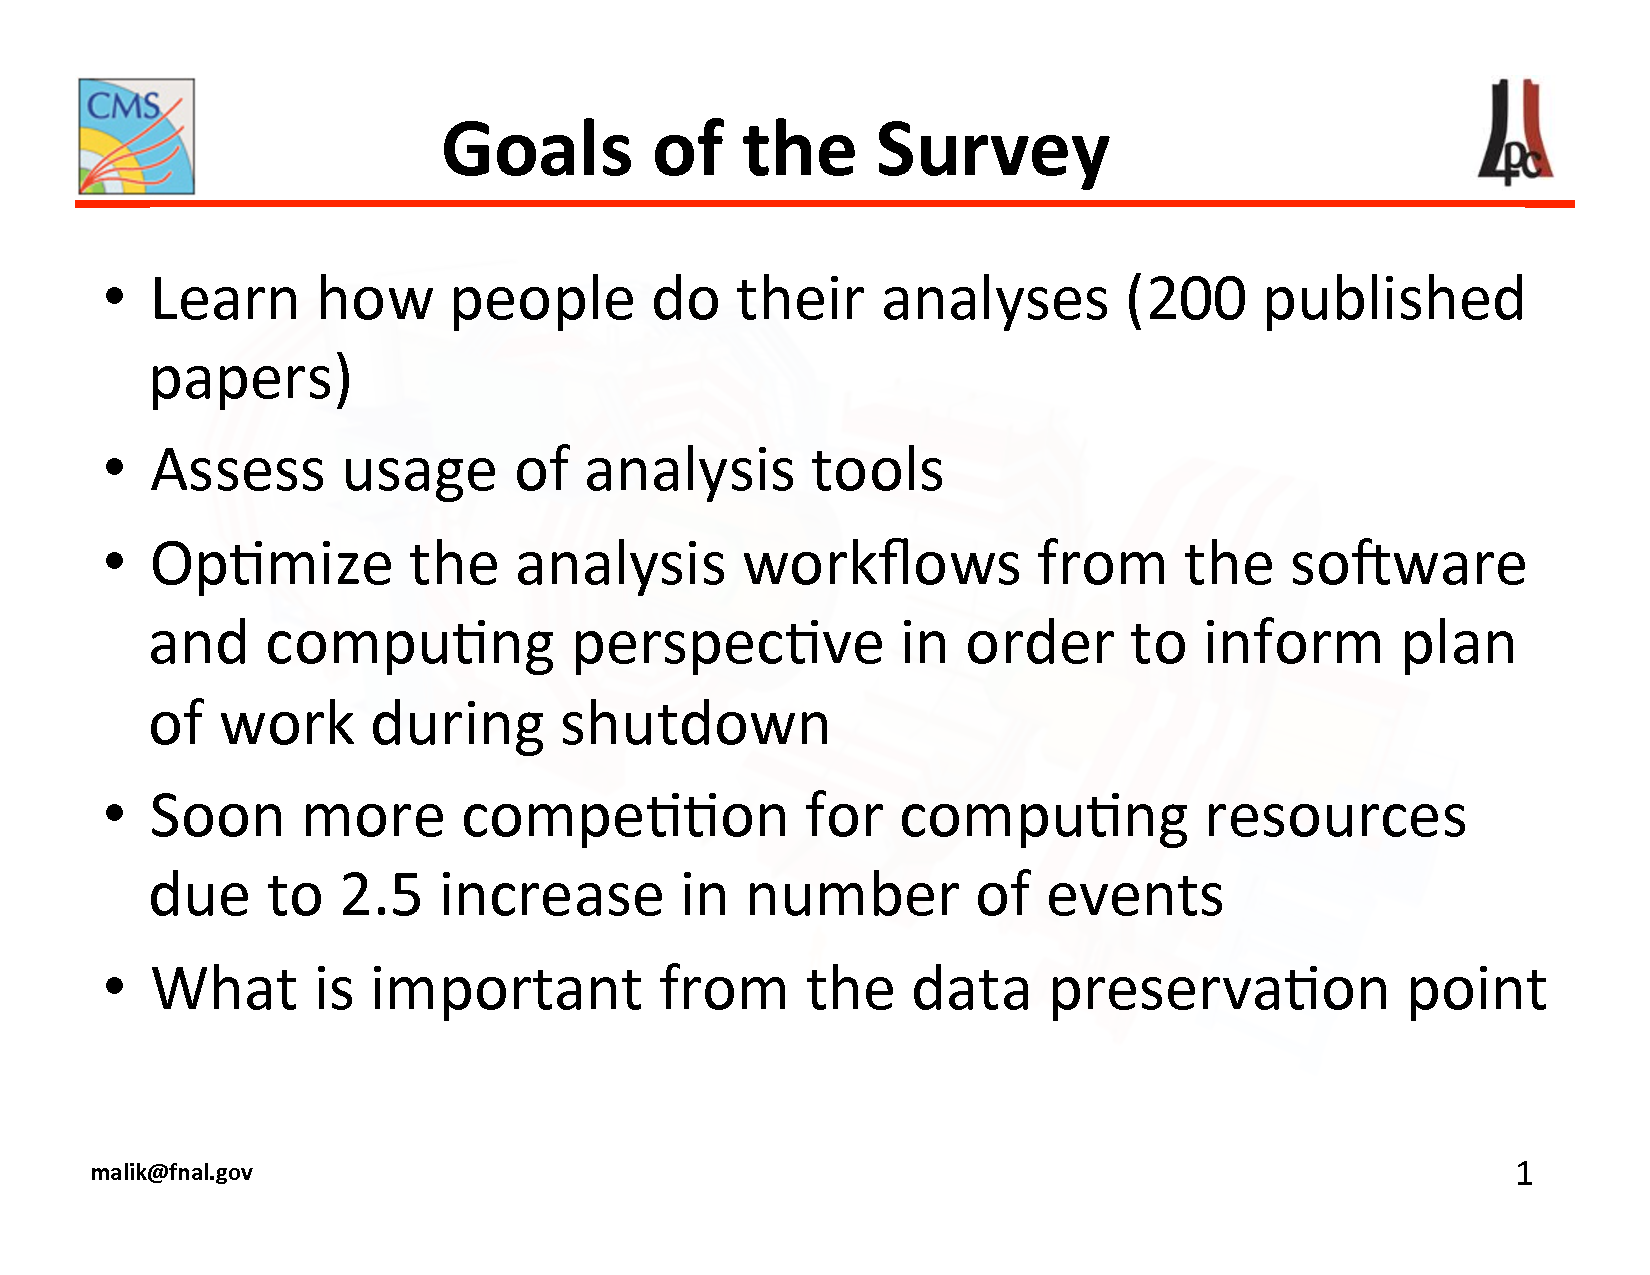 CMS
Goals of the Survey
LPC
• Learn how people do their analyses (200 published
papers)
• Assess usage of analysis tools
• Optimize the analysis workflows from the software
and computing perspective in order to inform plan
of work during shutdown
• Soon more competition for computing resources
due to 2.5 increase in number of events
• What is important from the data preservation point
malik@fnal.gov
1